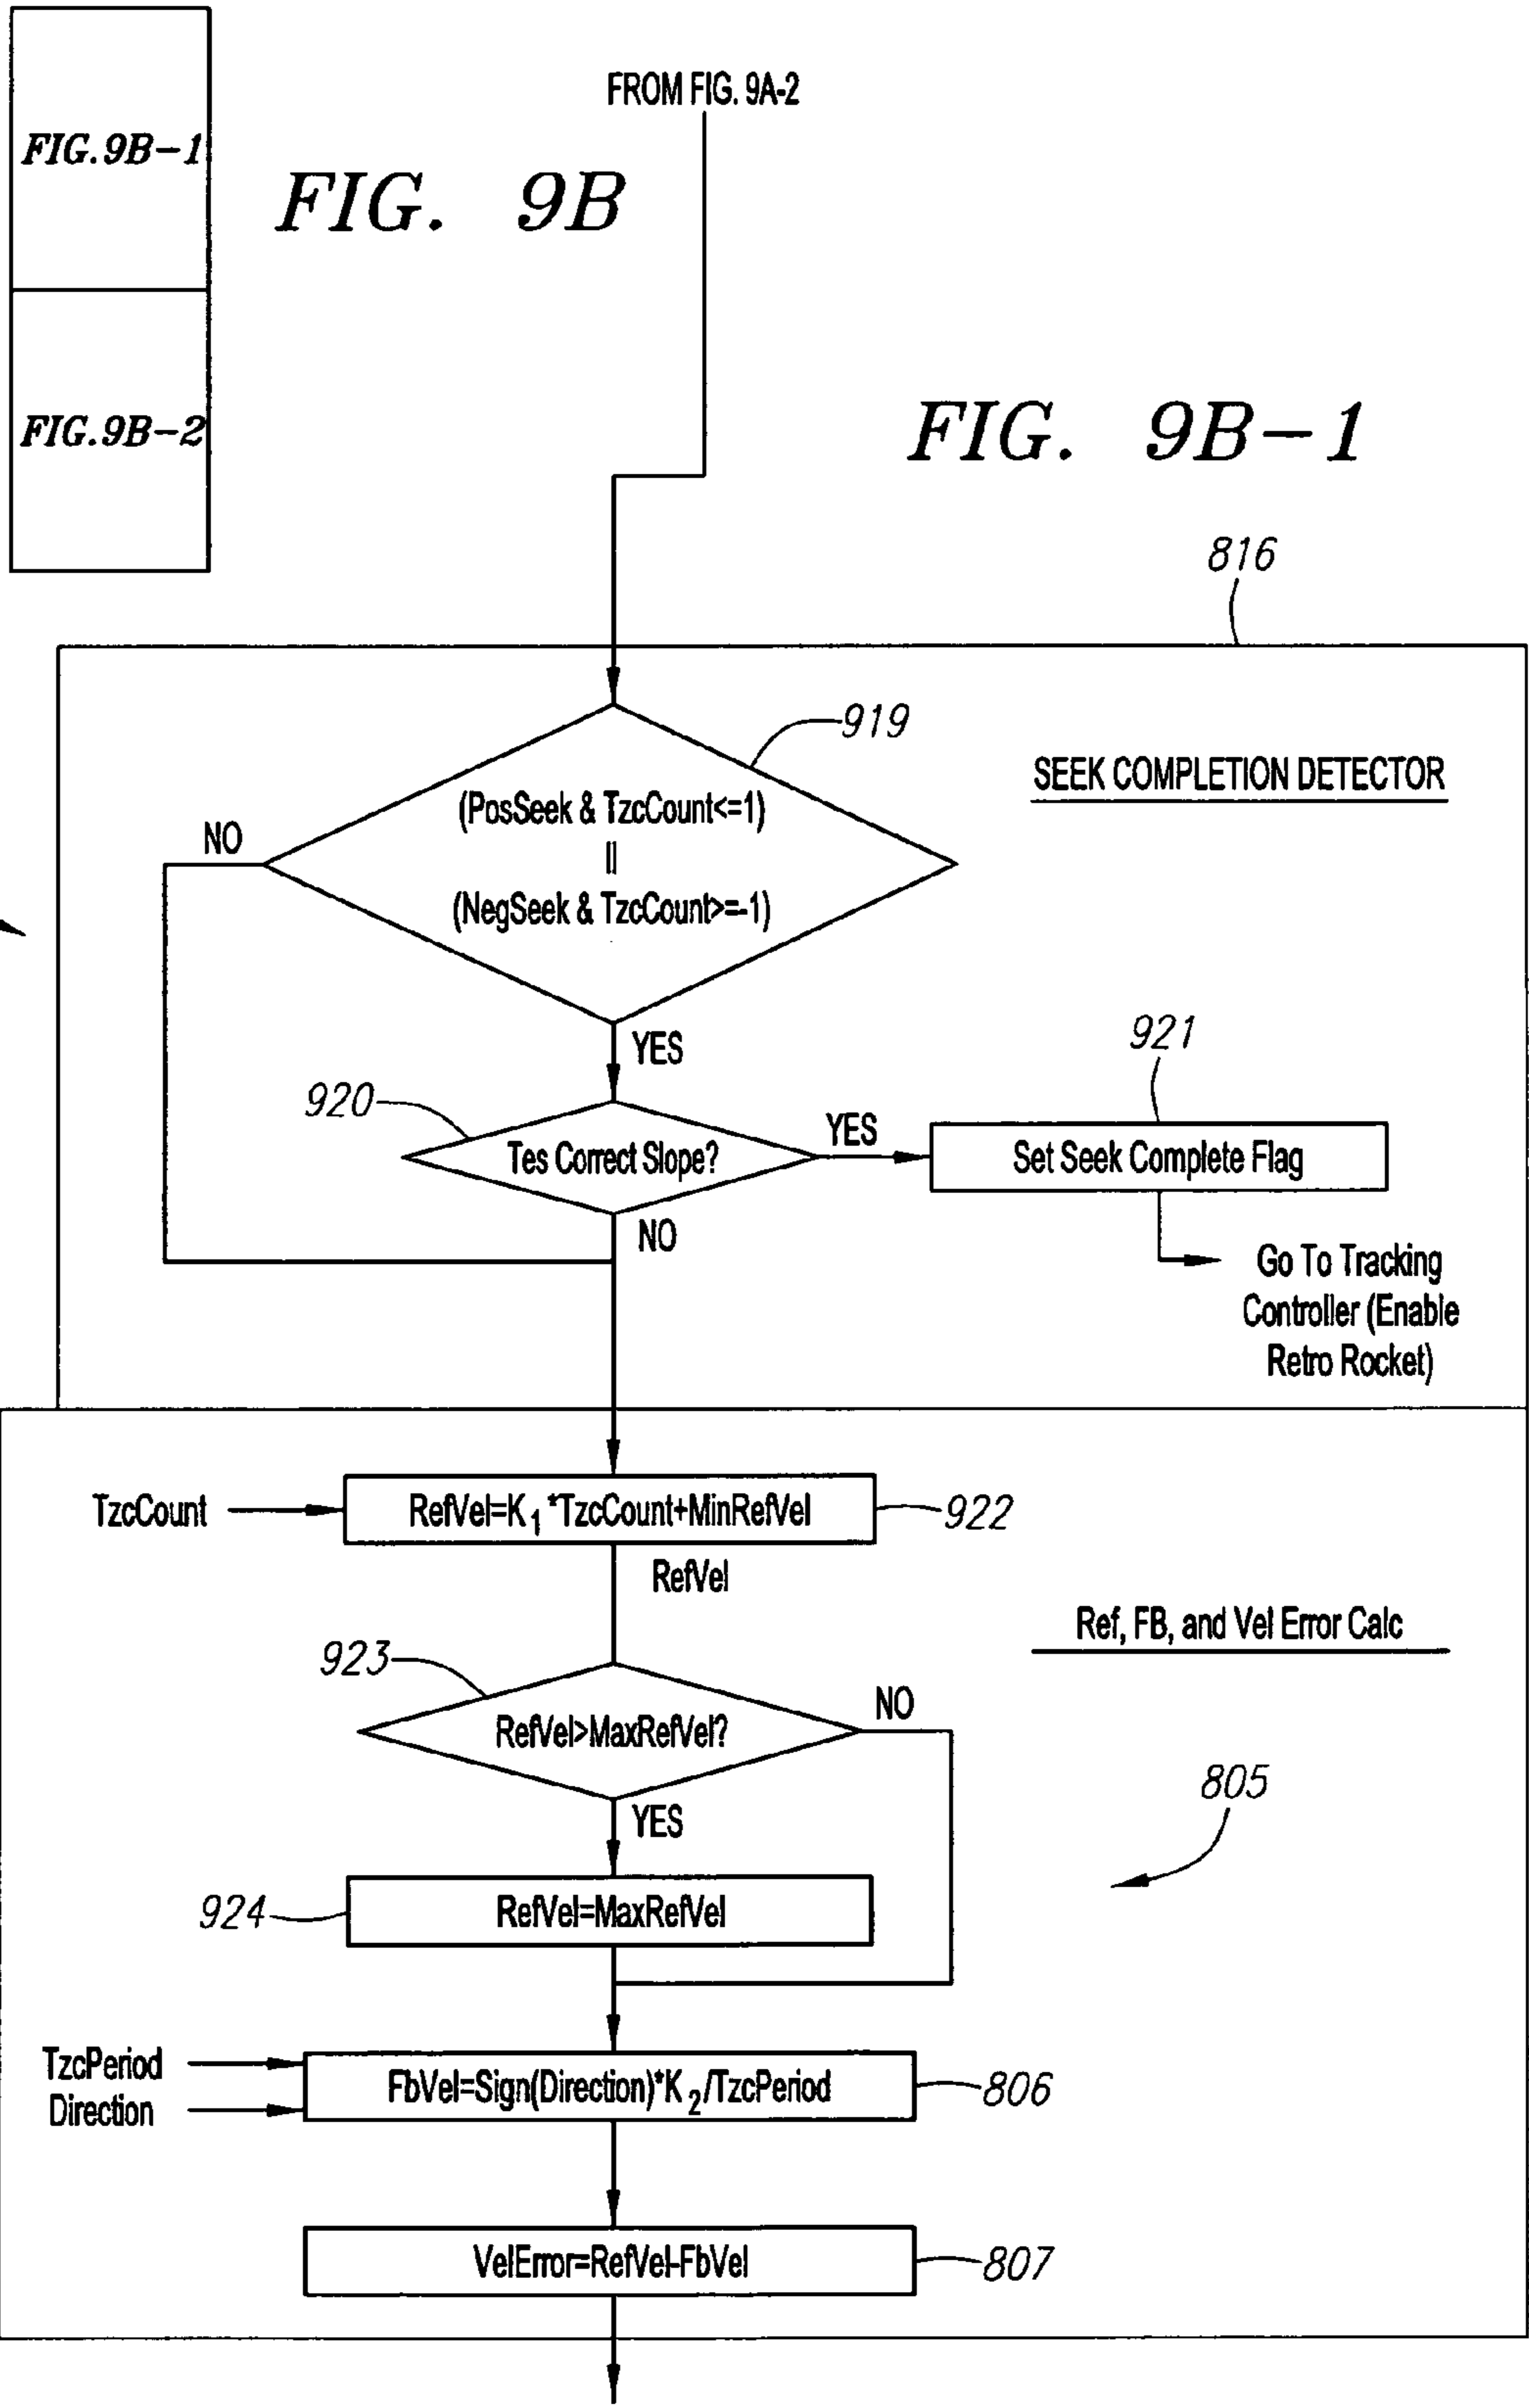 FIG.9B-1
FIG.9B-2
FIG. 9B
FROM FIG. 9A-2
FIG. 9B-1
816
919
SEEK COMPLETION DETECTOR
(PosSeek & TzcCount<=1)
||
(NegSeek & TzcCount>=-1)
NO
YES
920
Tes Correct Slope?
YES
921
Set Seek Complete Flag
NO
Go To Tracking
Controller (Enable
Retro Rocket)
TzcCount
RefVel=K1*TzcCount+MinRefVel
922
RefVel
Ref, FB, and Vel Error Calc
923
RefVel>MaxRefVel?
NO
YES
805
924
RefVel=MaxRefVel
TzcPeriod
Direction
FbVel=Sign(Direction)*K2/TzcPeriod
806
VelError=RefVel-FbVel
807